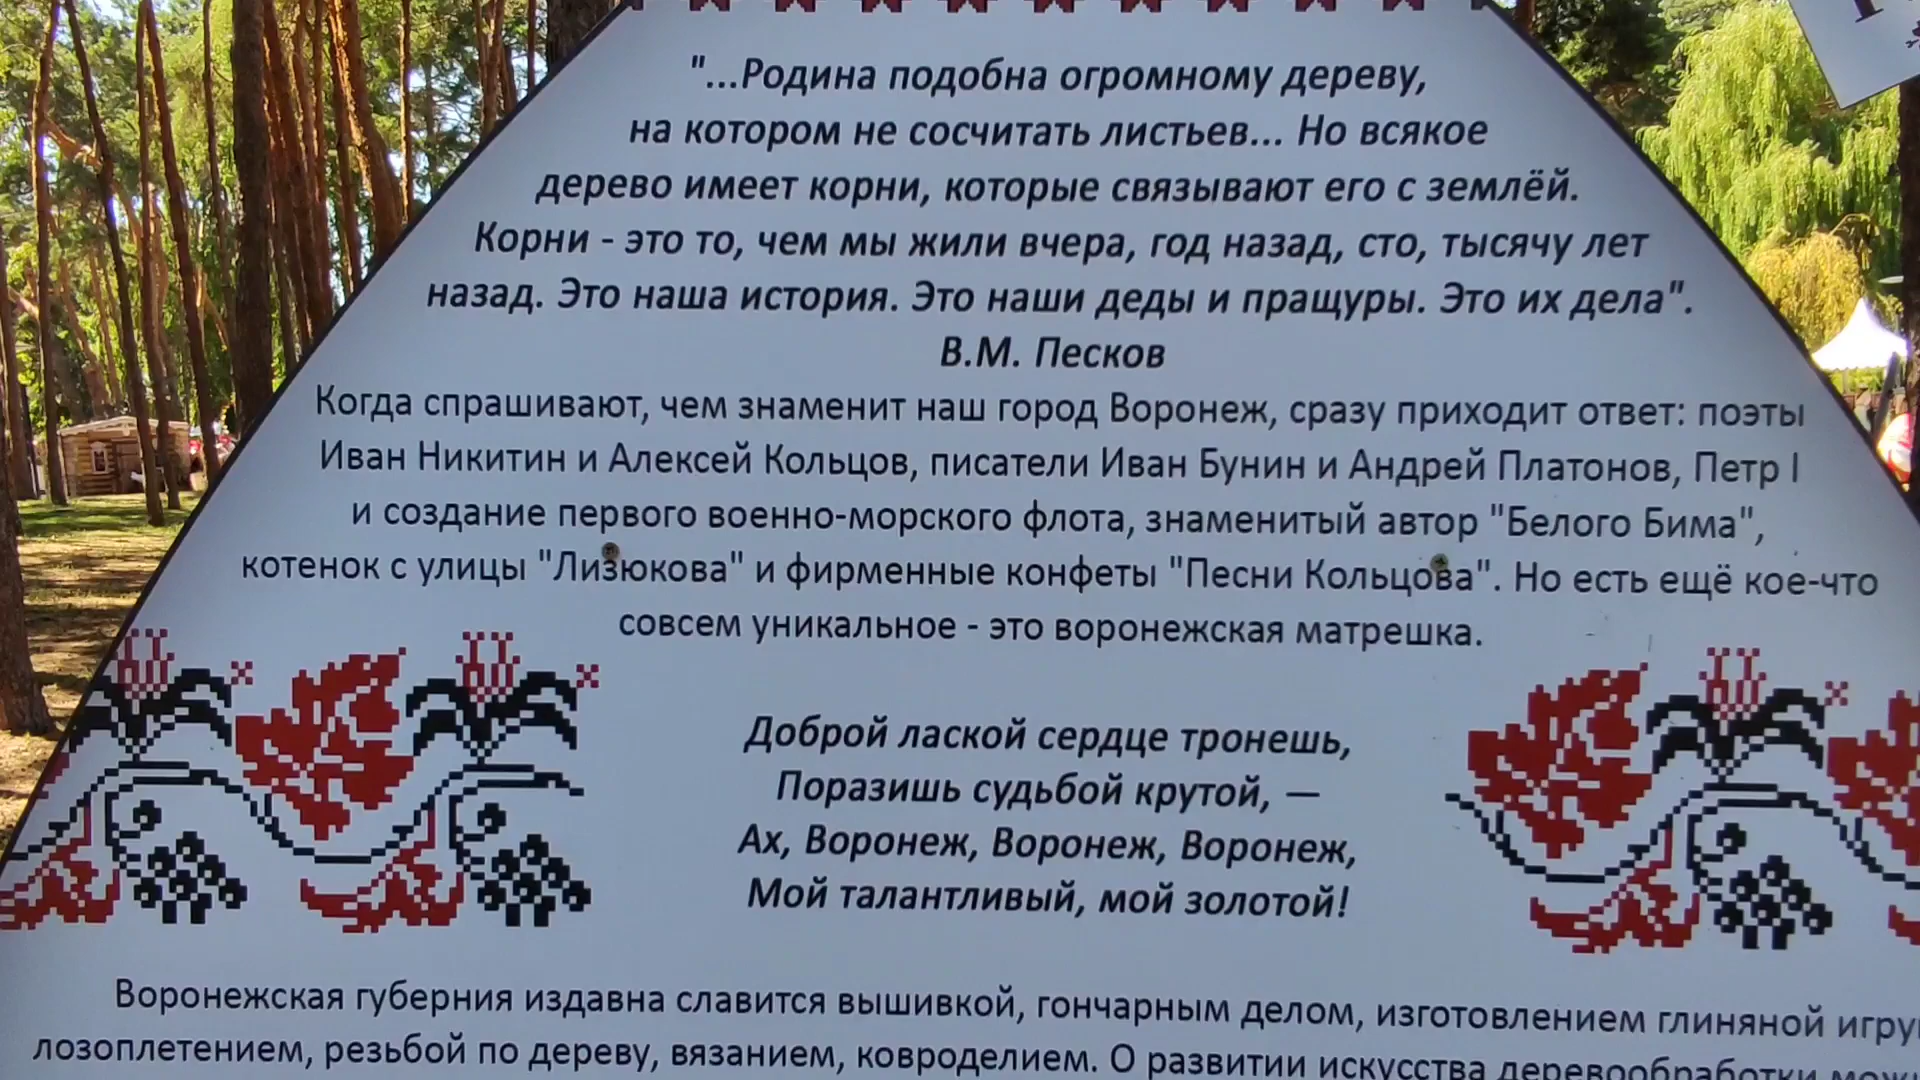 "...Родина подобна огромному дереву,
на котором не сосчитать листьев... Но всякое
дерево имеет корни, которые связывают его с землёй.
Корни - это то, чем мы жили вчера, год назад, сто, тысячу лет
назад. Это наша история. Это наши деды и пращуры. Это их дела".
В.М. Песков
Когда спрашивают, чем знаменит наш город Воронеж, сразу приходит ответ: поэты
Иван Никитин и Алексей Кольцов, писатели Иван Бунин и Андрей Платонов, Петр I
и создание первого военно-морского флота, знаменитый автор "Белого Бима",
котенок с улицы "Лизюкова" и фирменные конфеты "Песни Кольцова". Но есть ещё кое-что
совсем уникальное - это воронежская матрешка.
Доброй лаской сердце тронешь,
Поразишь судьбой крутой, —
Ах, Воронеж, Воронеж, Воронеж,
Мой талантливый, мой золотой!
Воронежская губерния издавна славится вышивкой, гончарным делом, изготовлением глиняной
лозоплетением, резьбой по дереву, вязанием, ковроделием. О развитии искусства деревообработки